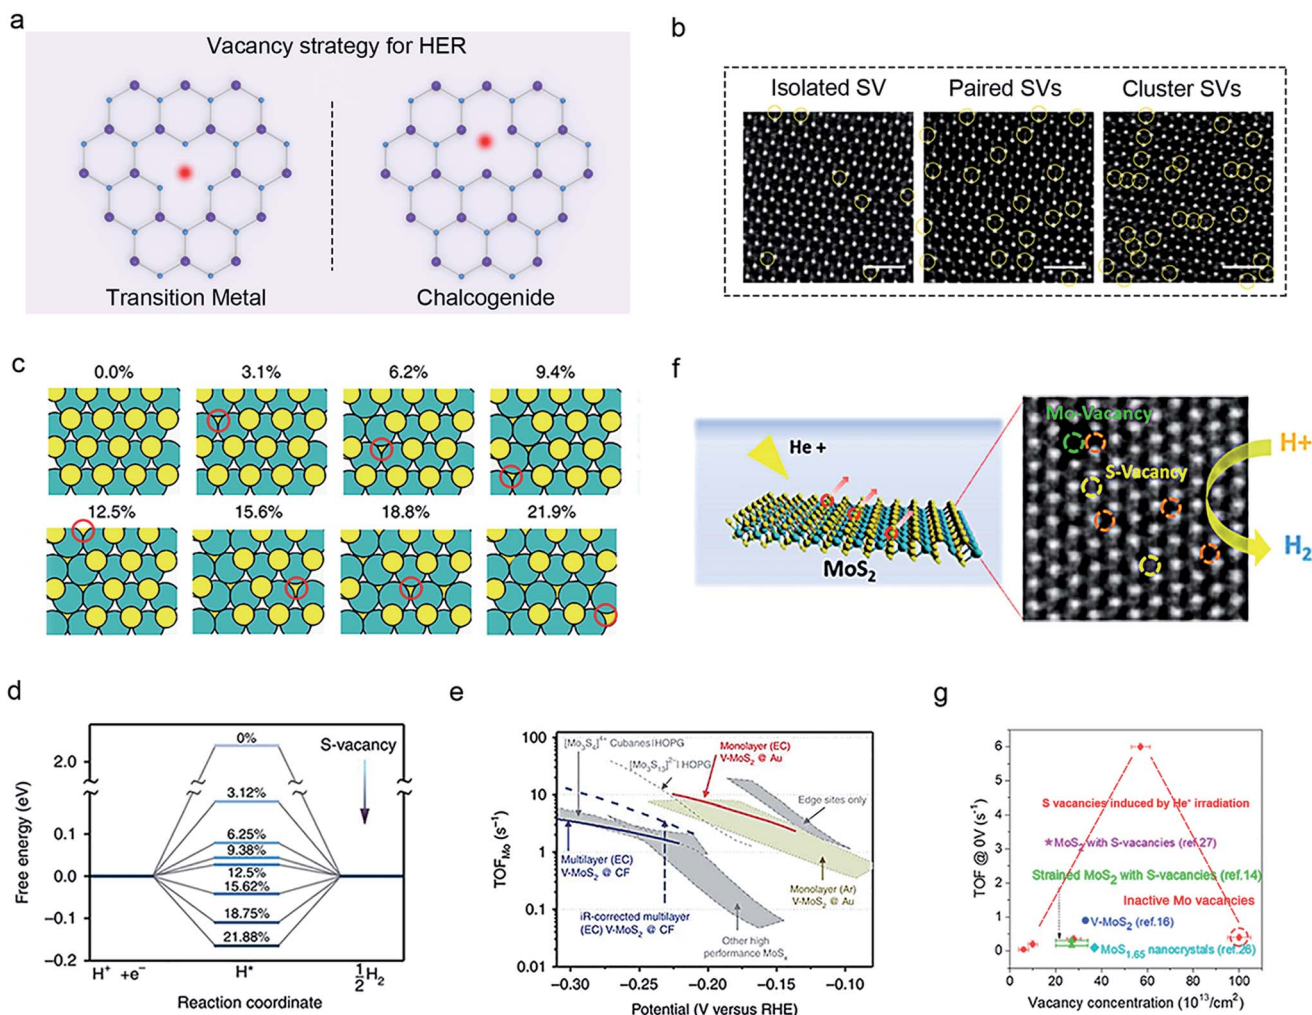 a
Vacancy strategy for HER
Transition Metal
Chalcogenide
b
Isolated SV
Paired SVs
Cluster SVs
c
0.0%
3.1%
6.2%
9.4%
12.5%
15.6%
18.8%
21.9%
f
He +
MoS₂
Mo-Vacancy
S-Vacancy
H+
H₂
d
Free energy (eV)
2.0
0.1
0.0
−0.1
−0.2
0%
3.12%
6.25%
9.38%
12.5%
15.62%
18.75%
21.88%
S-vacancy
H⁺ +e⁻
H*
½H₂
Reaction coordinate
e
TOF_Mo (s⁻¹)
100
10
1
0.1
0.01
[Mo₃S₄]⁴⁺ Cubanes|HOPG
[Mo₃S₁₃]²⁻| HOPG
Monolayer (EC)
V-MoS₂ @ Au
Edge sites only
Multilayer (EC)
V-MoS₂ @ CF
Monolayer (Ar)
V-MoS₂ @ Au
iR-corrected multilayer
(EC) V-MoS₂ @ CF
Other high
performance MoSₓ
−0.30
−0.25
−0.20
−0.15
−0.10
Potential (V versus RHE)
g
TOF @ 0V (s⁻¹)
6
5
4
3
2
1
0
S vacancies induced by He⁺ irradiation
MoS₂ with S-vacancies (ref.27)
Strained MoS₂ with S-vacancies (ref.14)
Inactive Mo vacancies
V-MoS₂ (ref.16)
MoS₁.₆₅ nanocrystals (ref.26)
0
20
40
60
80
100
Vacancy concentration (10¹³/cm²)